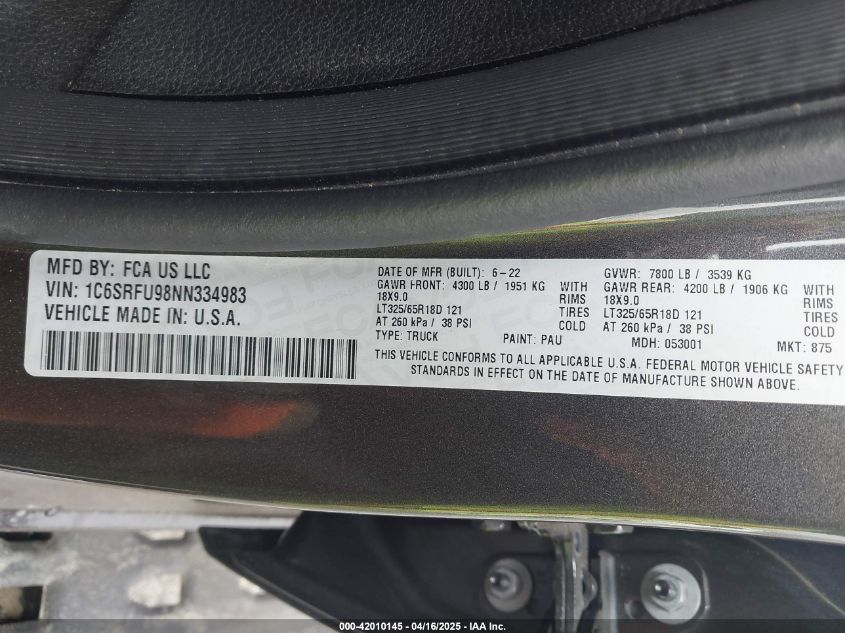 MFD BY: FCA US LLC
VIN: 1C6SRFU98NN334983
VEHICLE MADE IN: U.S.A.
DATE OF MFR (BUILT): 6-22 GVWR: 7800 LB / 3539 KG
GAWR FRONT: 4300 LB / 1951 KG WITH GAWR REAR: 4200 LB / 1906 KG WITH
18X9.0 RIMS 18X9.0 RIMS
LT325/65R18D 121 TIRES LT325/65R18D 121 TIRES
AT 260 kPa / 38 PSI COLD AT 260 kPa / 38 PSI COLD
TYPE: TRUCK PAINT: PAU MDH: 053001 MKT: 875
THIS VEHICLE CONFORMS TO ALL APPLICABLE U.S.A. FEDERAL MOTOR VEHICLE SAFETY
STANDARDS IN EFFECT ON THE DATE OF MANUFACTURE SHOWN ABOVE.
000-42010145 - 04/16/2025 - IAA Inc.